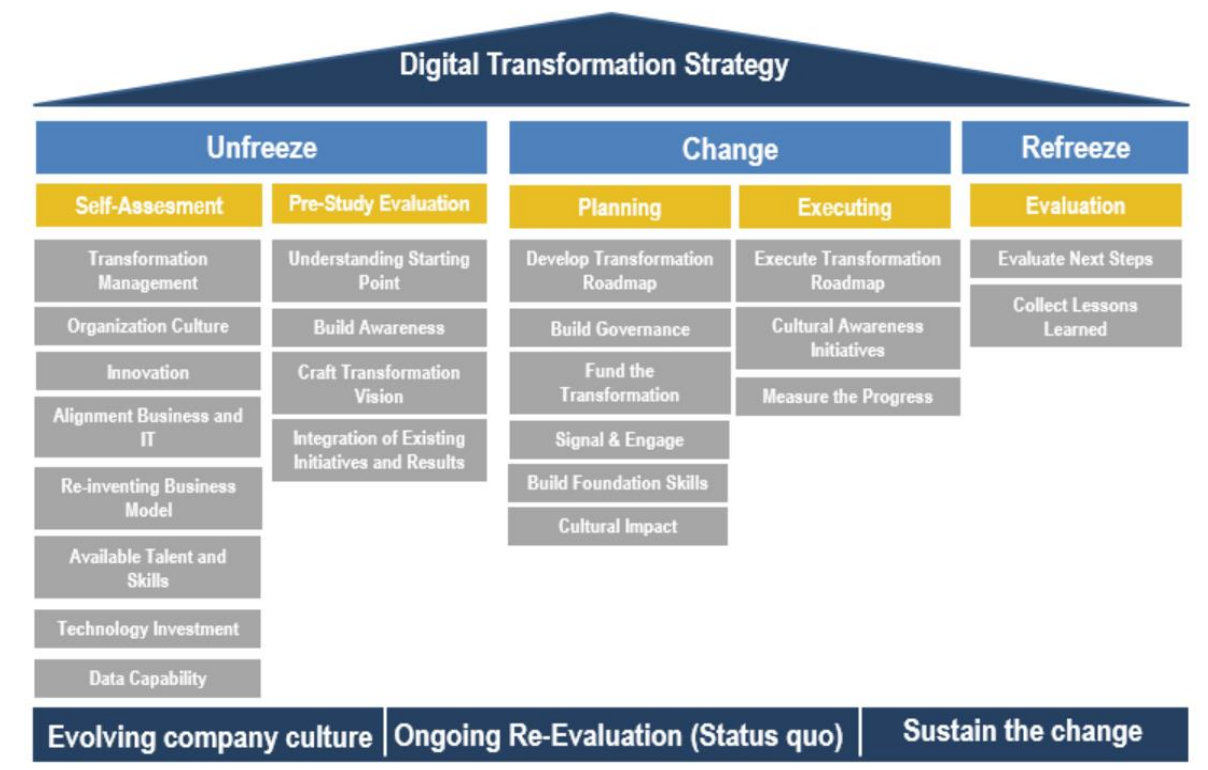 Digital Transformation Strategy
Unfreeze
Change
Refreeze
Self-Assesment
Pre-Study Evaluation
Planning
Executing
Evaluation
Transformation
Management
Organization Culture
Innovation
Alignment Business and
IT
Re-inventing Business
Model
Available Talent and
Skills
Technology Investment
Data Capability
Understanding Starting
Point
Build Awareness
Craft Transformation
Vision
Integration of Existing
Initiatives and Results
Develop Transformation
Roadmap
Build Governance
Fund the
Transformation
Signal & Engage
Build Foundation Skills
Cultural Impact
Execute Transformation
Roadmap
Cultural Awareness
Initiatives
Measure the Progress
Evaluate Next Steps
Collect Lessons
Learned
Evolving company culture
Ongoing Re-Evaluation (Status quo)
Sustain the change